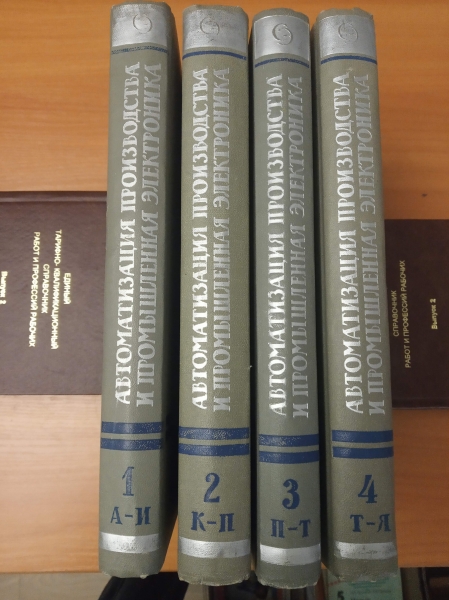 АВТОМАТИЗАЦИЯ ПРОИЗВОДСТВА
И ПРОМЫШЛЕННАЯ ЭЛЕКТРОНИКА
1
А-И
АВТОМАТИЗАЦИЯ ПРОИЗВОДСТВА
И ПРОМЫШЛЕННАЯ ЭЛЕКТРОНИКА
2
К-П
АВТОМАТИЗАЦИЯ ПРОИЗВОДСТВА
И ПРОМЫШЛЕННАЯ ЭЛЕКТРОНИКА
3
П-Т
АВТОМАТИЗАЦИЯ ПРОИЗВОДСТВА
И ПРОМЫШЛЕННАЯ ЭЛЕКТРОНИКА
4
Т-Я
ЕДИНЫЙ
ТАРИФНО-КВАЛИФИКАЦИОННЫЙ
СПРАВОЧНИК
РАБОТ И ПРОФЕССИЙ РАБОЧИХ
Выпуск 2
СПРАВОЧНИК
РАБОТ И ПРОФЕССИЙ РАБОЧИХ
Выпуск 2